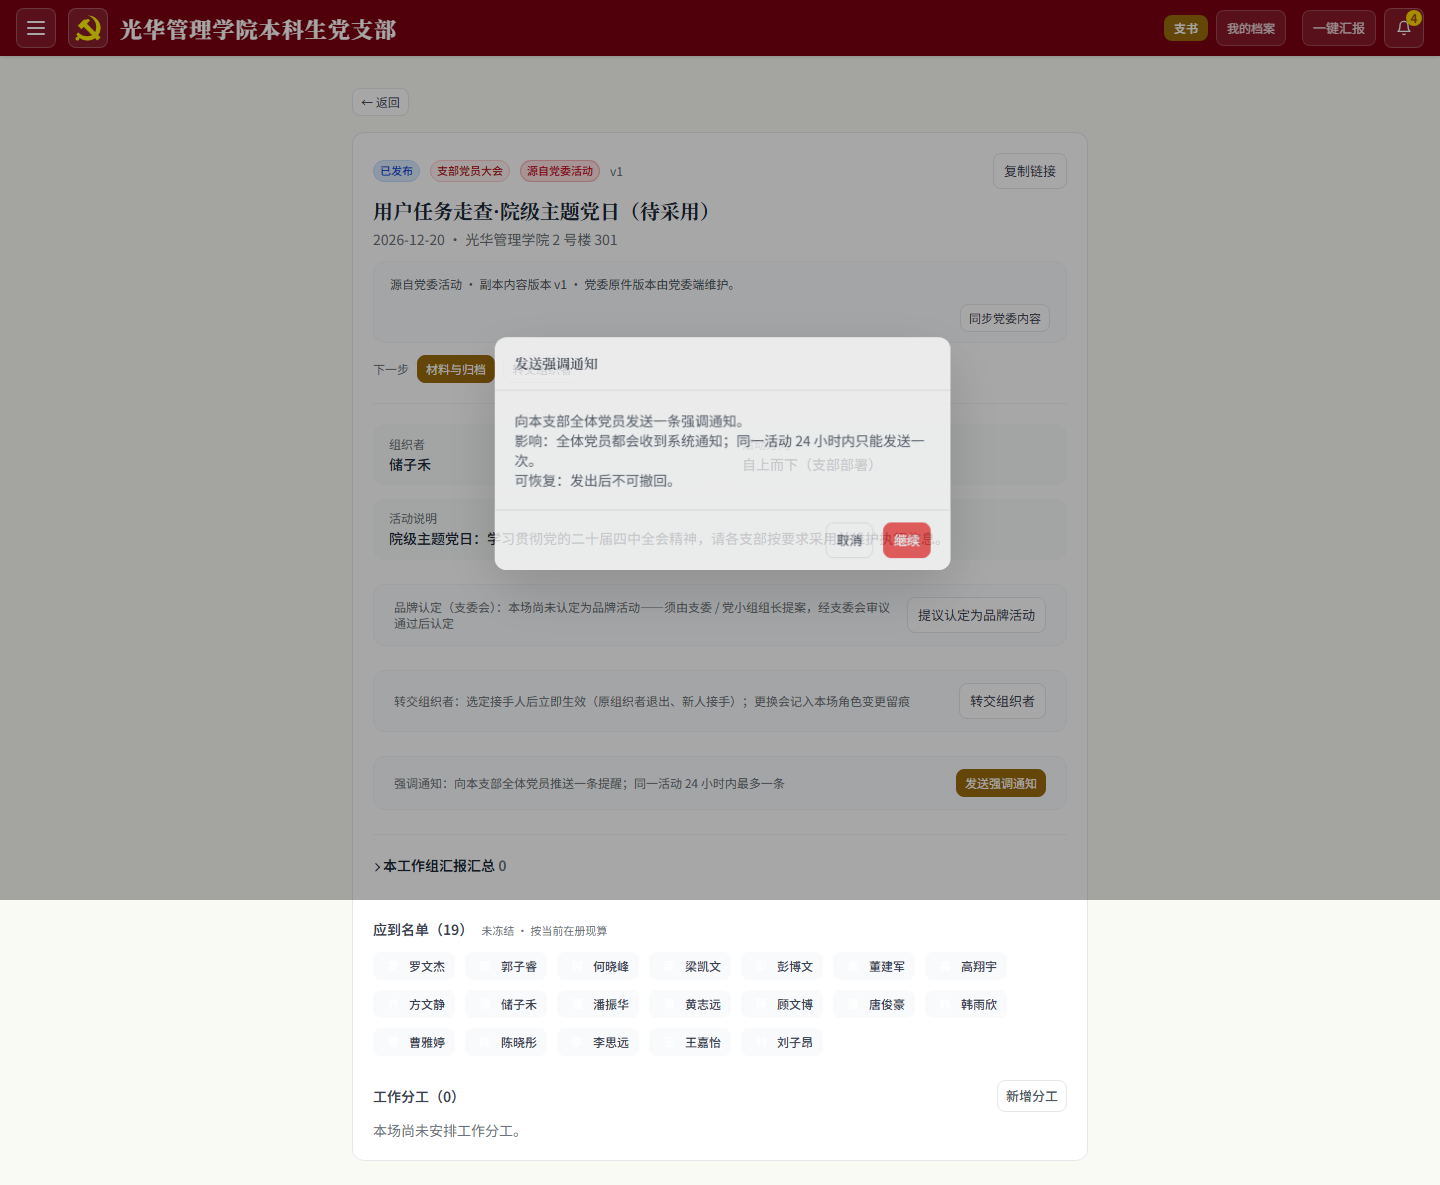 光华管理学院本科生党支部
支书
我的档案
一键汇报
4
← 返回
已发布
支部党员大会
源自党委活动
v1
复制链接
用户任务走查·院级主题党日（待采用）
2026-12-20 · 光华管理学院 2 号楼 301
源自党委活动 · 副本内容版本 v1 · 党委原件版本由党委端维护。
同步党委内容
下一步
材料与归档
转交组织者
发送强调通知
向本支部全体党员发送一条强调通知。
影响：全体党员都会收到系统通知；同一活动 24 小时内只能发送一
次。
可恢复：发出后不可撤回。
取消
继续
组织者
储子禾
自上而下（支部部署）
活动说明
院级主题党日：学习贯彻党的二十届四中全会精神，请各支部按要求采用
品牌认定（支委会）：本场尚未认定为品牌活动——须由支委 / 党小组组长提案，经支委会审议
通过后认定
提议认定为品牌活动
转交组织者：选定接手人后立即生效（原组织者退出、新人接手）；更换会记入本场角色变更留痕
转交组织者
强调通知：向本支部全体党员推送一条提醒；同一活动 24 小时内最多一条
发送强调通知
本工作组汇报汇总 0
应到名单（19） 未冻结 · 按当前在册现算
罗文杰 郭子睿 何晓峰 梁凯文 彭博文 董建军 高翔宇
方文静 储子禾 潘振华 黄志远 顾文博 唐俊豪 韩雨欣
曹雅婷 陈晓彤 李思远 王嘉怡 刘子昂
工作分工（0）
新增分工
本场尚未安排工作分工。